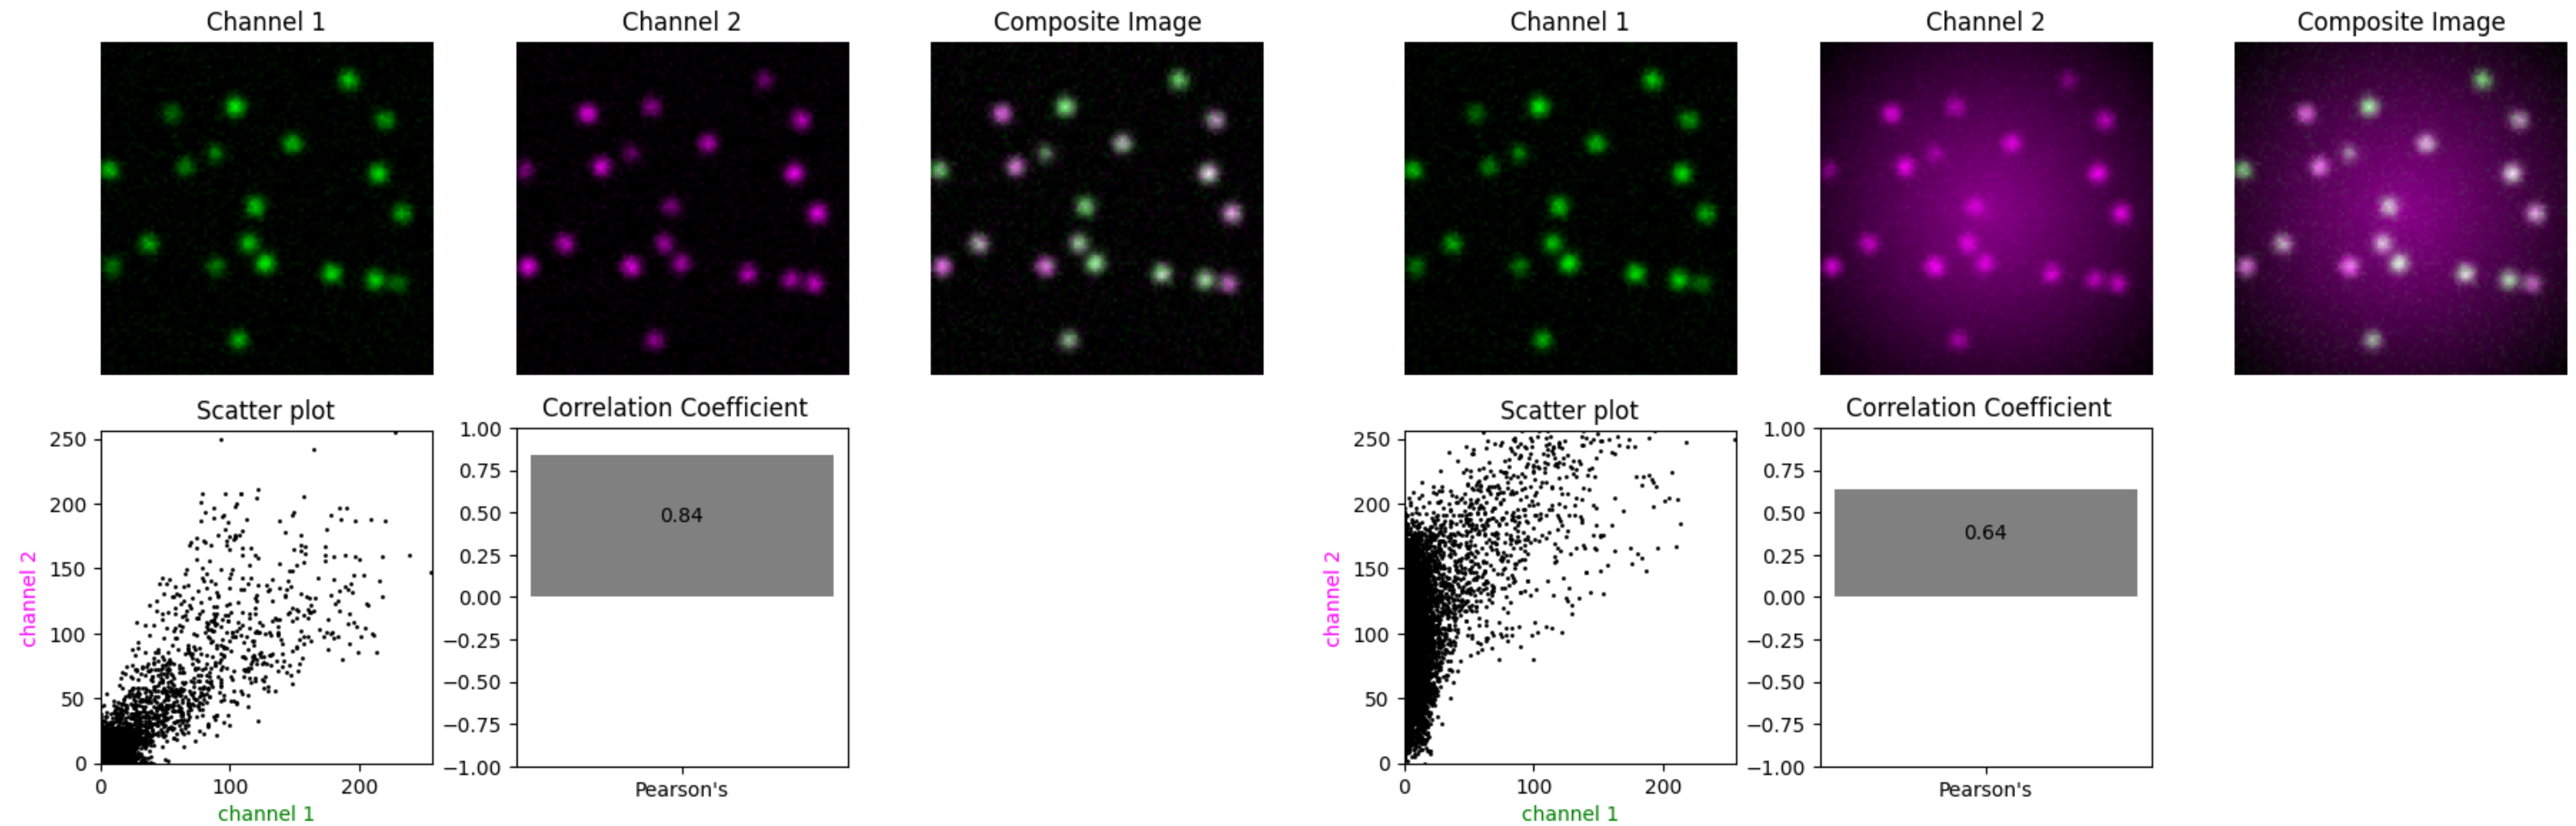 Channel 1
Channel 2
Composite Image
Channel 1
Channel 2
Composite Image
Scatter plot
250
200
150
100
50
0
0
100
200
channel 2
channel 1
Correlation Coefficient
1.00
0.75
0.50
0.25
0.00
−0.25
−0.50
−0.75
−1.00
0.84
Pearson's
Scatter plot
250
200
150
100
50
0
0
100
200
channel 2
channel 1
Correlation Coefficient
1.00
0.75
0.50
0.25
0.00
−0.25
−0.50
−0.75
−1.00
0.64
Pearson's